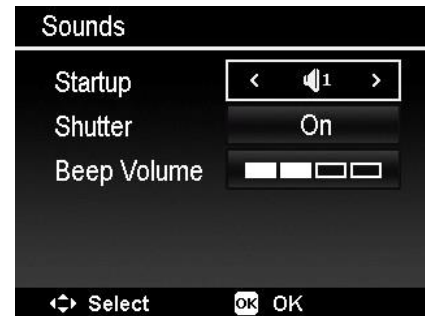 Sounds
Startup < 1 >
Shutter On
Beep Volume
Select OK OK